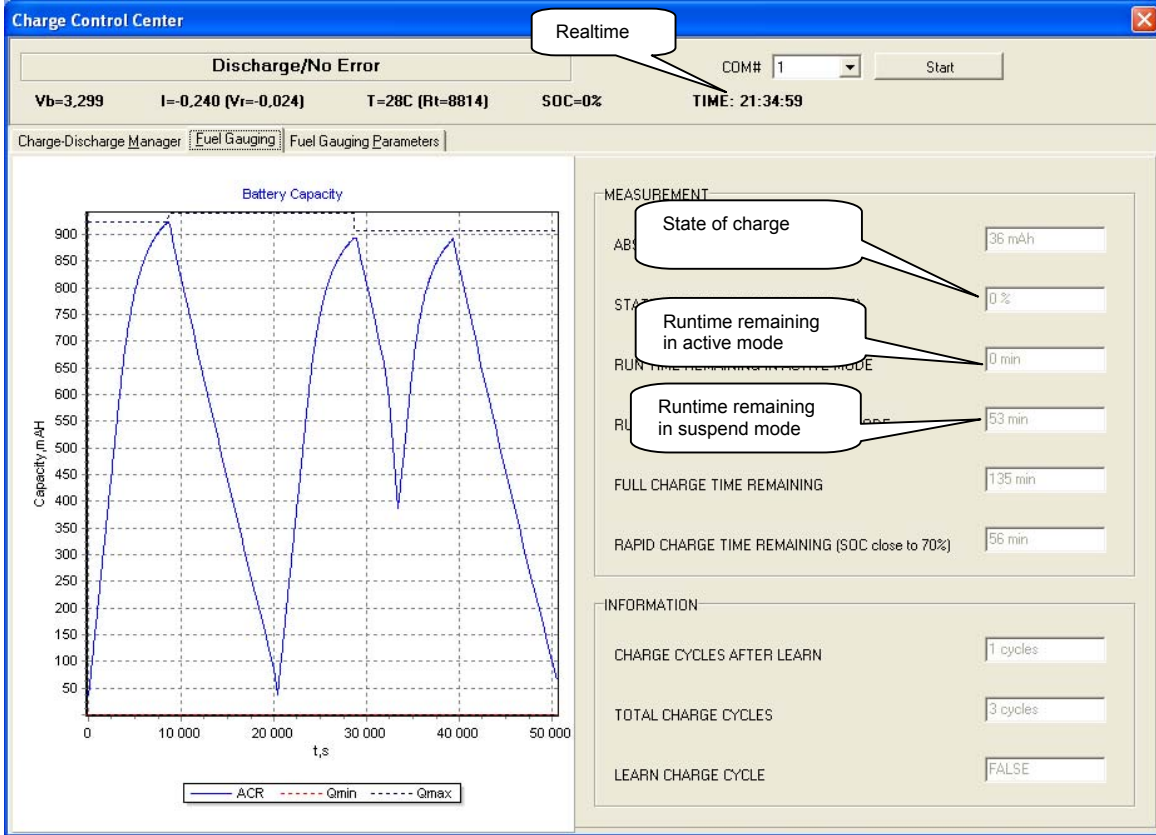 Charge Control Center
Realtime
Discharge/No Error
COM# 1 Start
Vb=3,299 I=-0,240 (Vr=-0,024) T=28C (Rt=8814) SOC=0% TIME: 21:34:59
Charge-Discharge Manager Fuel Gauging Fuel Gauging Parameters
Battery Capacity
Capacity,mAH
900
850
800
750
700
650
600
550
500
450
400
350
300
250
200
150
100
50
0 10 000 20 000 30 000 40 000 50 000
t,s
ACR Qmin Qmax
MEASUREMENT
State of charge
36 mAh
0 %
Runtime remaining
in active mode
RUN TIME REMAINING IN ACTIVE MODE 0 min
Runtime remaining
in suspend mode
53 min
FULL CHARGE TIME REMAINING 135 min
RAPID CHARGE TIME REMAINING (SOC close to 70%) 56 min
INFORMATION
CHARGE CYCLES AFTER LEARN 1 cycles
TOTAL CHARGE CYCLES 3 cycles
LEARN CHARGE CYCLE FALSE